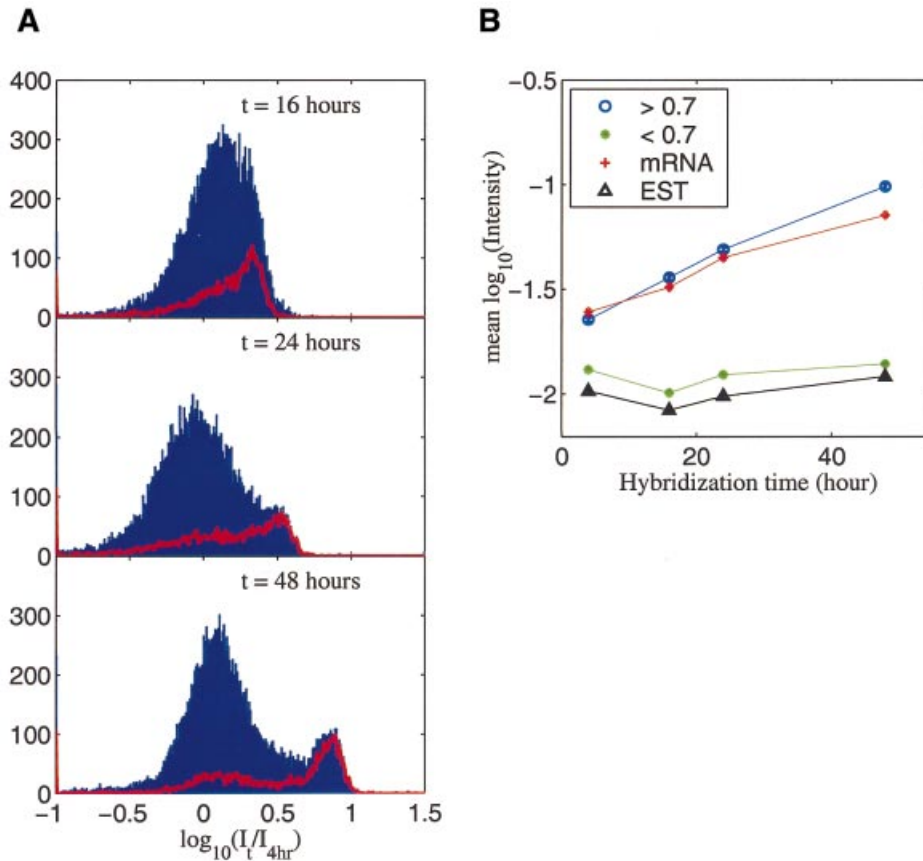 A
400
300
200
100
0
t = 16 hours
300
200
100
0
t = 24 hours
300
200
100
0
t = 48 hours
−1 −0.5 0 0.5 1 1.5
log10(It/I4hr)
B
−0.5
−1
−1.5
−2
mean log10(Intensity)
> 0.7
< 0.7
mRNA
EST
0 20 40
Hybridization time (hour)